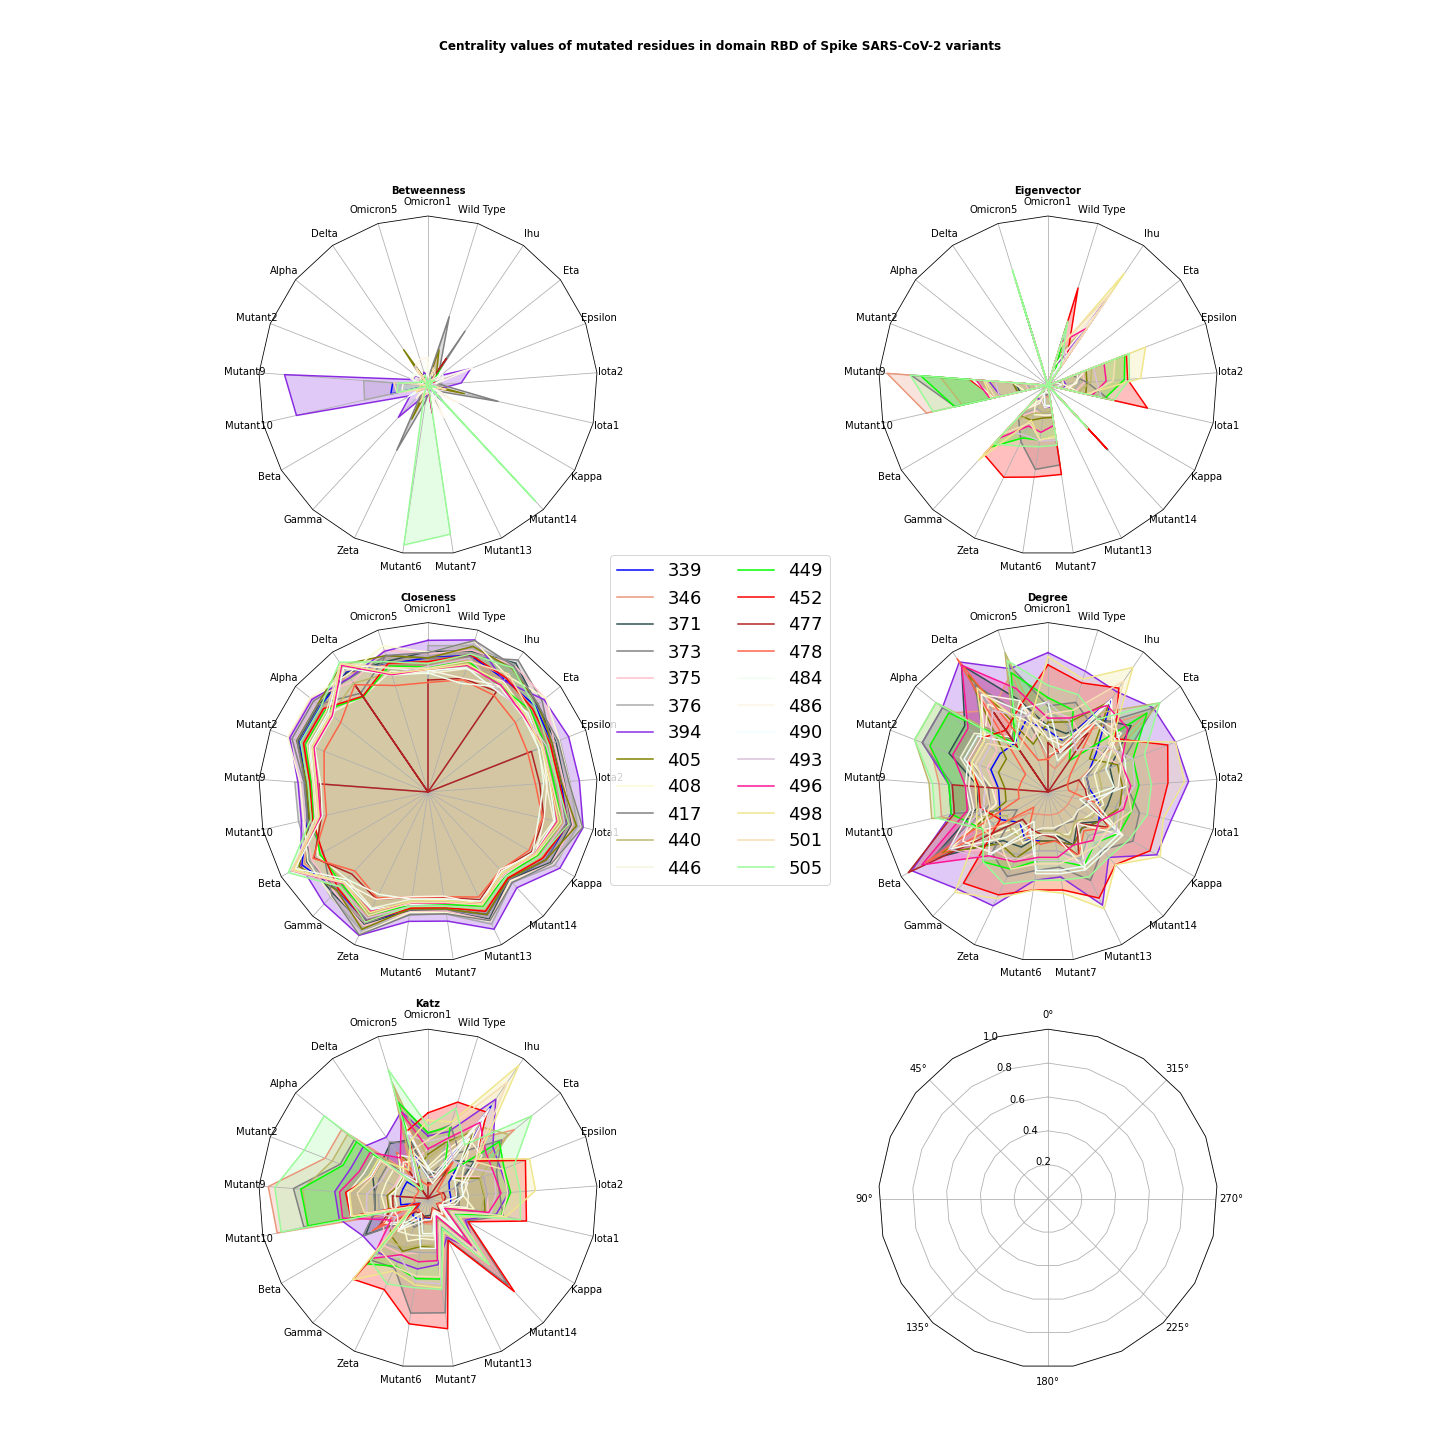 Centrality values of mutated residues in domain RBD of Spike SARS-CoV-2 variants
Betweenness
Omicron1
Omicron5
Wild Type
Delta
Ihu
Alpha
Eta
Mutant2
Epsilon
Mutant9
Iota2
Mutant10
Iota1
Beta
Kappa
Gamma
Mutant14
Zeta
Mutant13
Mutant6
Mutant7
Eigenvector
Omicron1
Omicron5
Wild Type
Delta
Ihu
Alpha
Eta
Mutant2
Epsilon
Mutant9
Iota2
Mutant10
Iota1
Beta
Kappa
Gamma
Mutant14
Zeta
Mutant13
Mutant6
Mutant7
339
346
371
373
375
376
394
405
408
417
440
446
449
452
477
478
484
486
490
493
496
498
501
505
Closeness
Omicron1
Omicron5
Wild Type
Delta
Ihu
Alpha
Eta
Mutant2
Epsilon
Mutant9
Iota2
Mutant10
Iota1
Beta
Kappa
Gamma
Mutant14
Zeta
Mutant13
Mutant6
Mutant7
Degree
Omicron1
Omicron5
Wild Type
Delta
Ihu
Alpha
Eta
Mutant2
Epsilon
Mutant9
Iota2
Mutant10
Iota1
Beta
Kappa
Gamma
Mutant14
Zeta
Mutant13
Mutant6
Mutant7
Katz
Omicron1
Omicron5
Wild Type
Delta
Ihu
Alpha
Eta
Mutant2
Epsilon
Mutant9
Iota2
Mutant10
Iota1
Beta
Kappa
Gamma
Mutant14
Zeta
Mutant13
Mutant6
Mutant7
0°
1.0
0.8
45°
315°
0.6
0.4
0.2
90°
270°
135°
225°
180°